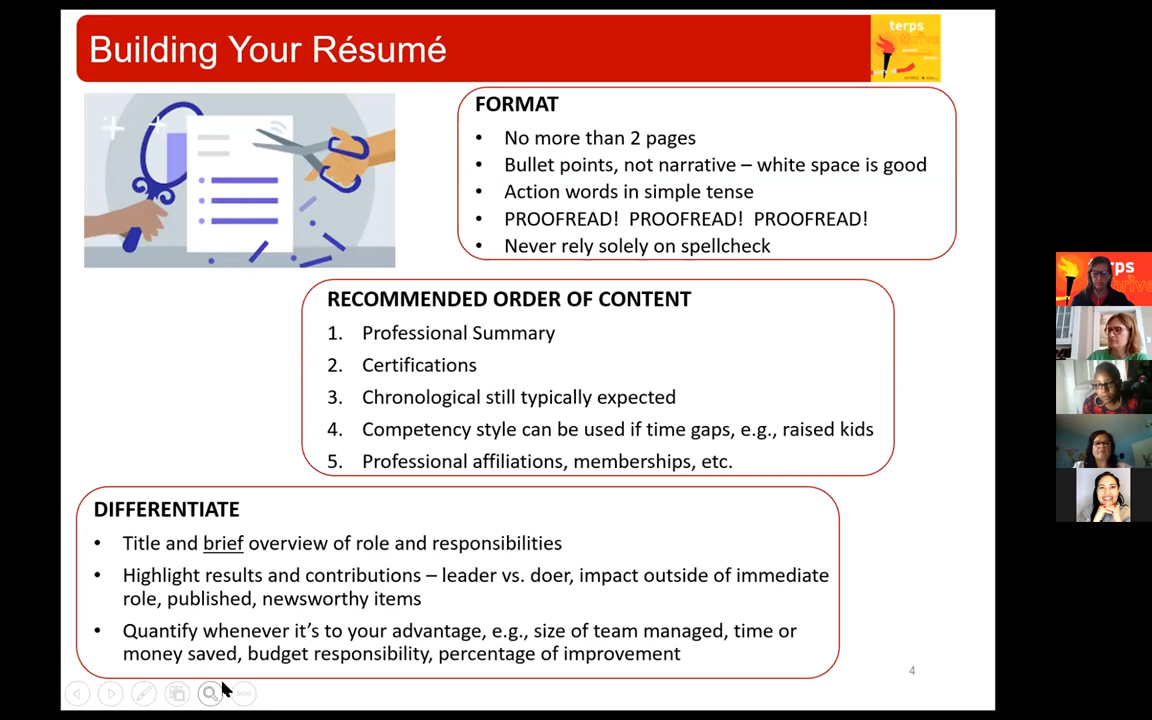 Building Your Résumé
terps
thrive
FORMAT
• No more than 2 pages
• Bullet points, not narrative – white space is good
• Action words in simple tense
• PROOFREAD! PROOFREAD! PROOFREAD!
• Never rely solely on spellcheck
RECOMMENDED ORDER OF CONTENT
1. Professional Summary
2. Certifications
3. Chronological still typically expected
4. Competency style can be used if time gaps, e.g., raised kids
5. Professional affiliations, memberships, etc.
DIFFERENTIATE
• Title and brief overview of role and responsibilities
• Highlight results and contributions – leader vs. doer, impact outside of immediate
role, published, newsworthy items
• Quantify whenever it's to your advantage, e.g., size of team managed, time or
money saved, budget responsibility, percentage of improvement
4